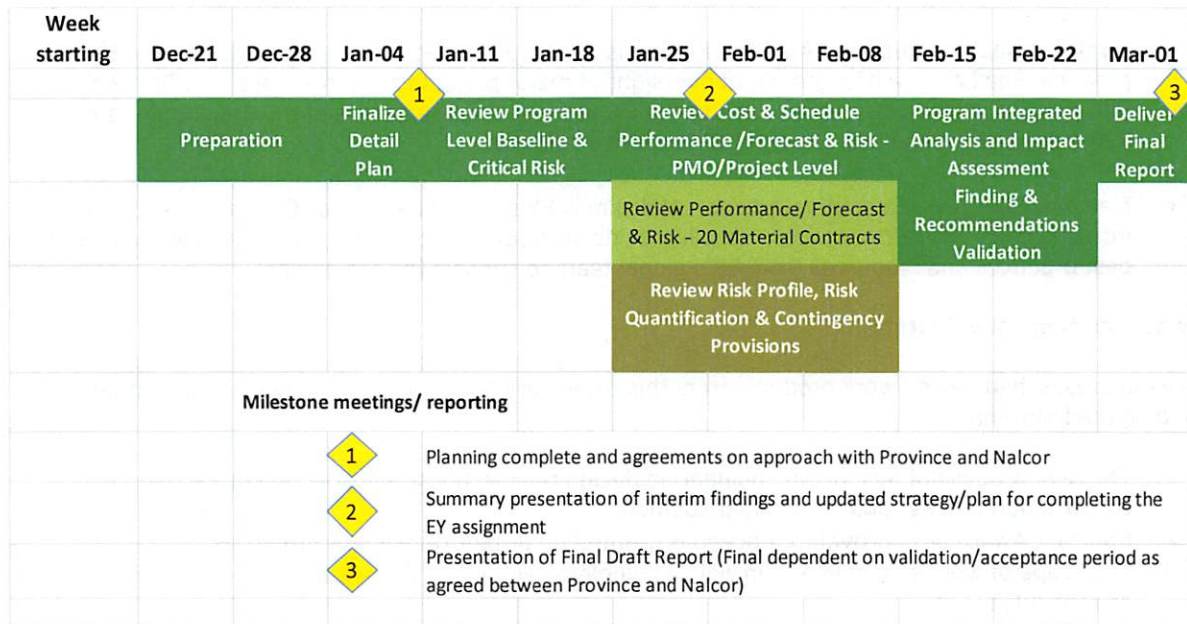 Week
starting
Dec-21 Dec-28 Jan-04 Jan-11 Jan-18 Jan-25 Feb-01 Feb-08 Feb-15 Feb-22 Mar-01
1
2
3
Preparation
Finalize
Detail
Plan
Review Program
Level Baseline &
Critical Risk
Review Cost & Schedule
Performance /Forecast & Risk -
PMO/Project Level
Program Integrated
Analysis and Impact
Assessment
Finding &
Recommendations
Validation
Deliver
Final
Report
Review Performance/ Forecast
& Risk - 20 Material Contracts
Review Risk Profile, Risk
Quantification & Contingency
Provisions
Milestone meetings/ reporting
1 Planning complete and agreements on approach with Province and Nalcor
2 Summary presentation of interim findings and updated strategy/plan for completing the
EY assignment
3 Presentation of Final Draft Report (Final dependent on validation/acceptance period as
agreed between Province and Nalcor)